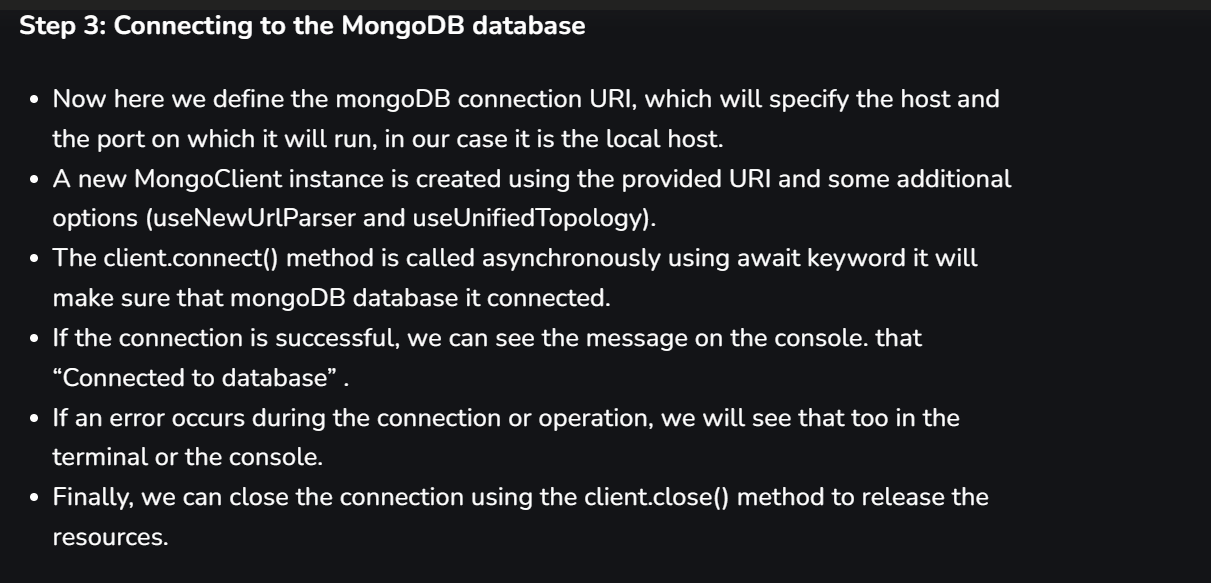 Step 3: Connecting to the MongoDB database
• Now here we define the mongoDB connection URI, which will specify the host and
the port on which it will run, in our case it is the local host.
• A new MongoClient instance is created using the provided URI and some additional
options (useNewUrlParser and useUnifiedTopology).
• The client.connect() method is called asynchronously using await keyword it will
make sure that mongoDB database it connected.
• If the connection is successful, we can see the message on the console. that
“Connected to database” .
• If an error occurs during the connection or operation, we will see that too in the
terminal or the console.
• Finally, we can close the connection using the client.close() method to release the
resources.